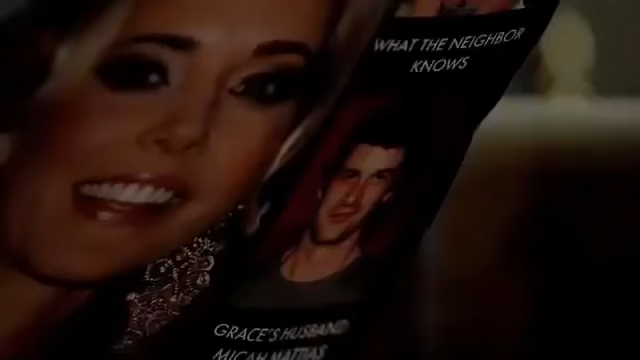 WHAT THE NEIGHBOR
KNOWS
GRACE'S HUSBAND
MICAH MATTIAS